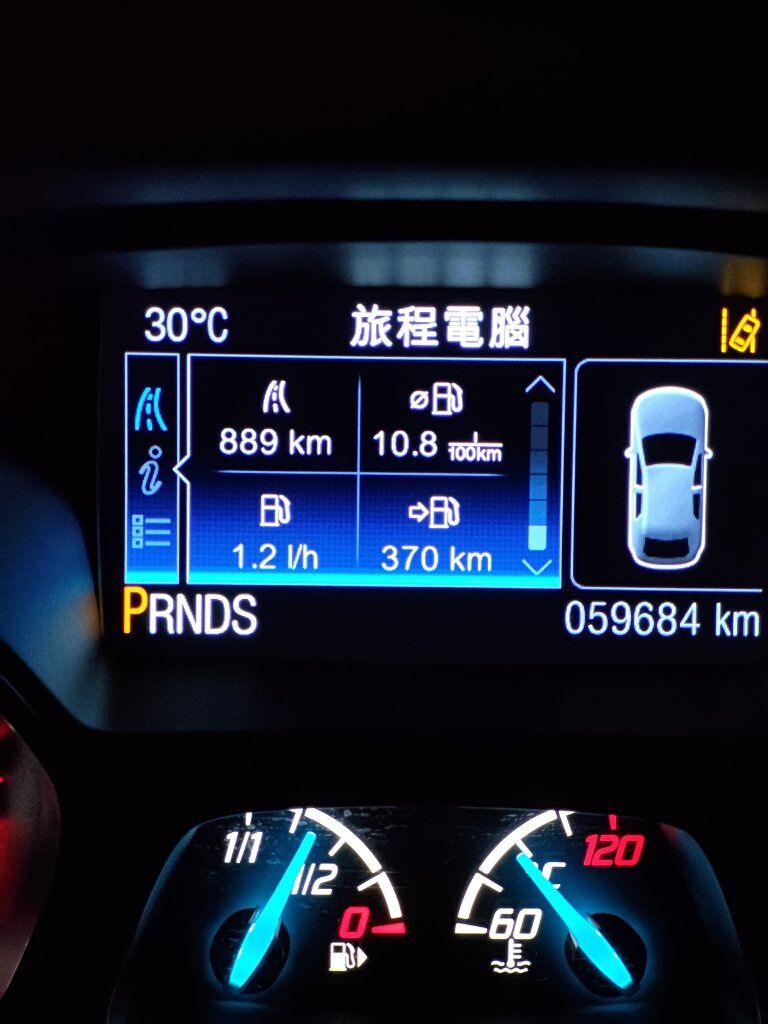 30°C 旅程電腦
889 km 10.8 100km
1.2 l/h 370 km
PRNDS 059684 km
1/1 120
1/2 °C
0 60